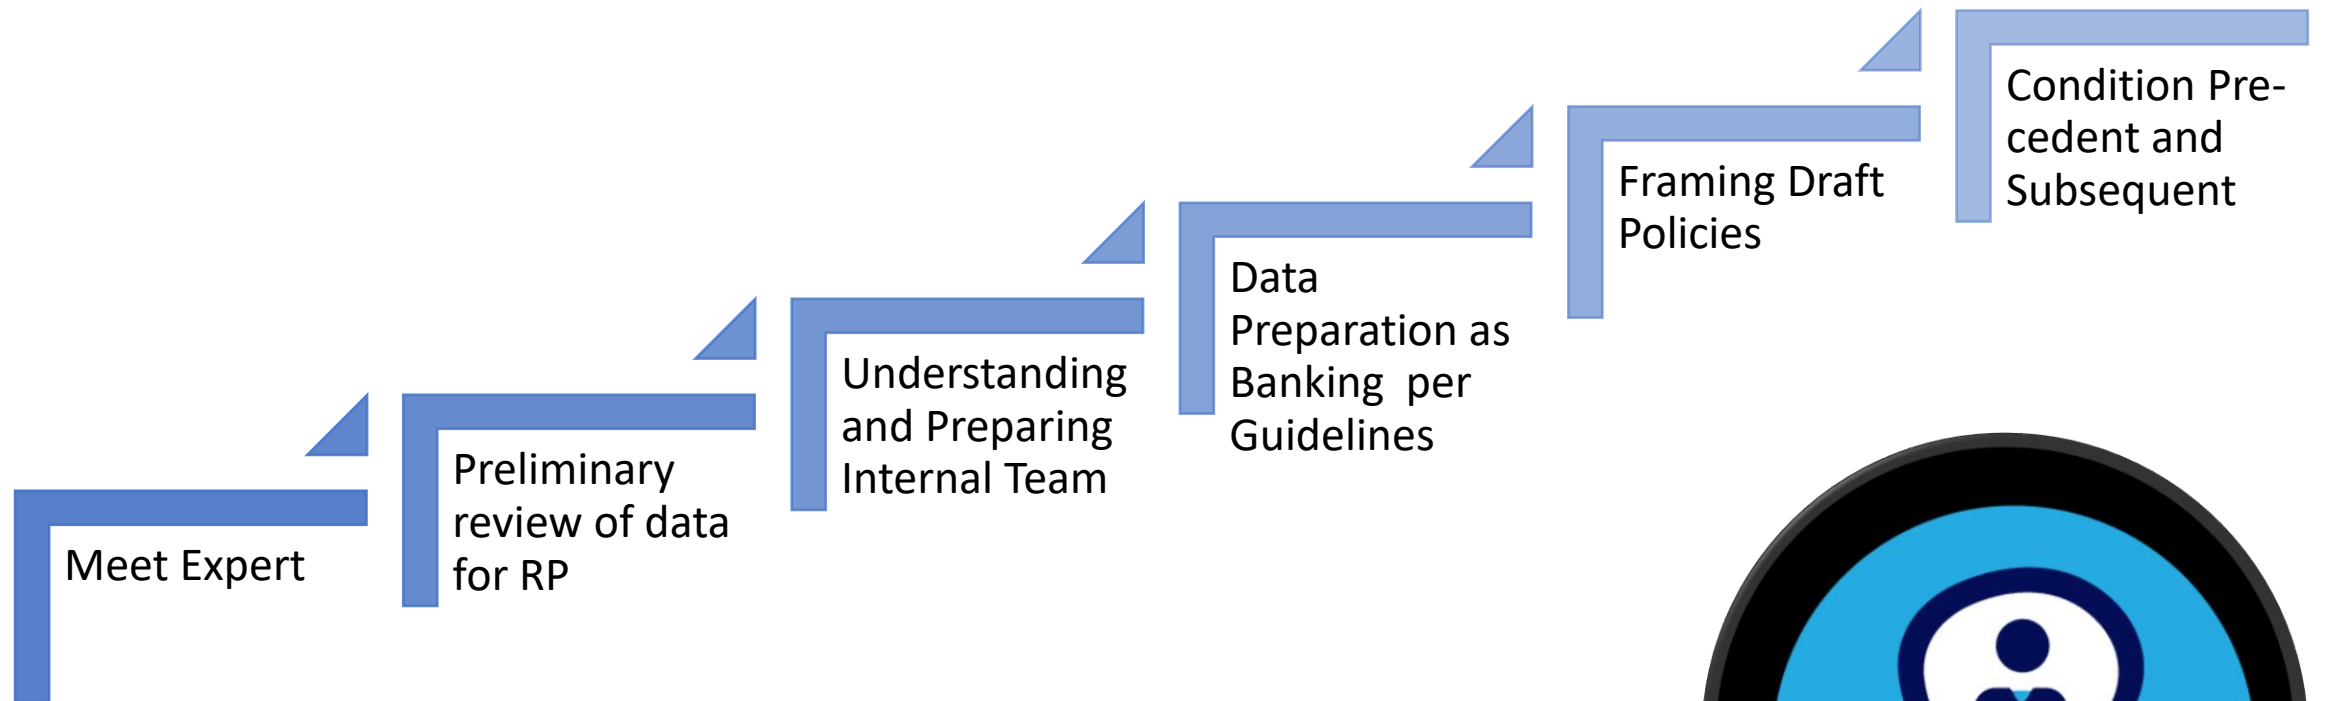 Meet Expert
Preliminary
review of data
for RP
Understanding
and Preparing
Internal Team
Data
Preparation as
Banking  per
Guidelines
Framing Draft
Policies
Condition Pre-
cedent and
Subsequent